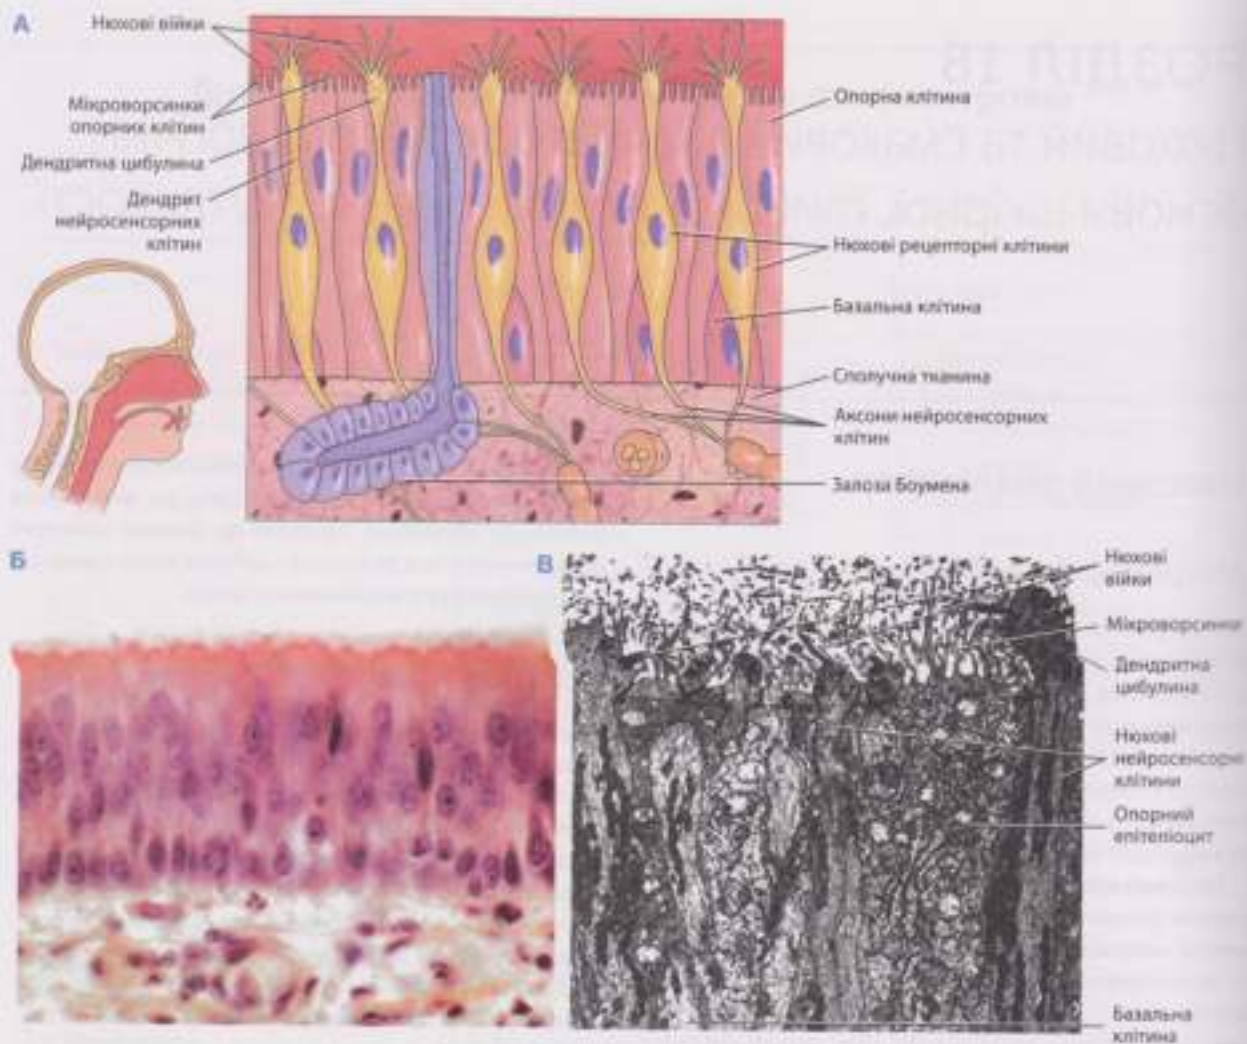 А
Нюхові війки
Мікроворсинки
опорних клітин
Дендритна цибулина
Дендрит
нейросенсорних
клітин
Опорна клітина
Нюхові рецепторні клітини
Базальна клітина
Сполучна тканина
Аксони нейросенсорних
клітин
Залози Боумена
Б
В
Нюхові
війки
Мікроворсинки
Дендритна
цибулина
Нюхові
нейросенсорні
клітини
Опорний
епітеліоцит
Базальна
клітина